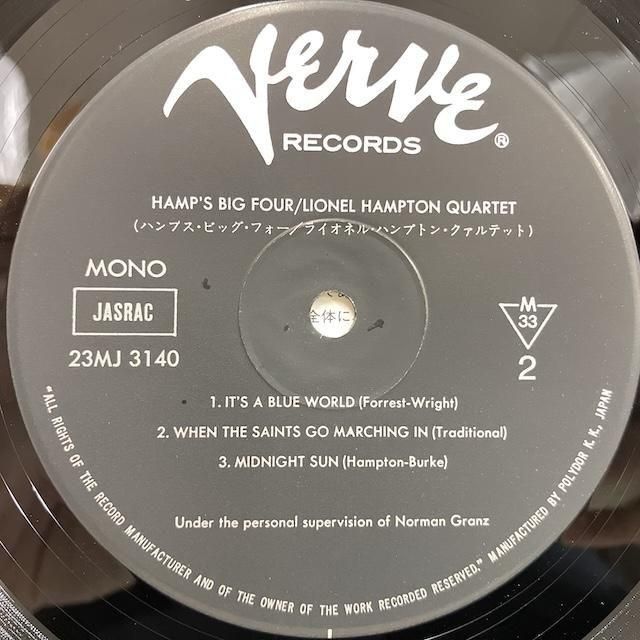 Verve
RECORDS ®
HAMP'S BIG FOUR/LIONEL HAMPTON QUARTET
(ハンプス・ビッグ・フォー/ライオネル・ハンプトン・クァルテット)
MONO
JASRAC
23MJ 3140
M
33
2
全体に
1. IT'S A BLUE WORLD (Forrest-Wright)
2. WHEN THE SAINTS GO MARCHING IN (Traditional)
3. MIDNIGHT SUN (Hampton-Burke)
Under the personal supervision of Norman Granz
"ALL RIGHTS OF THE RECORD MANUFACTURER AND OF THE OWNER OF THE WORK RECORDED RESERVED." MANUFACTURED BY POLYDOR K. K., JAPAN